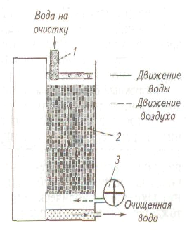 Вода на
очистку
1
Движение
воды
Движение
воздуха
2
3
Очищенная
вода